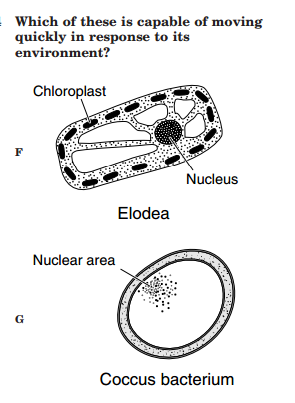 Which of these is capable of moving
quickly in response to its
environment?
Chloroplast
F
Nucleus
Elodea
Nuclear area
G
Coccus bacterium